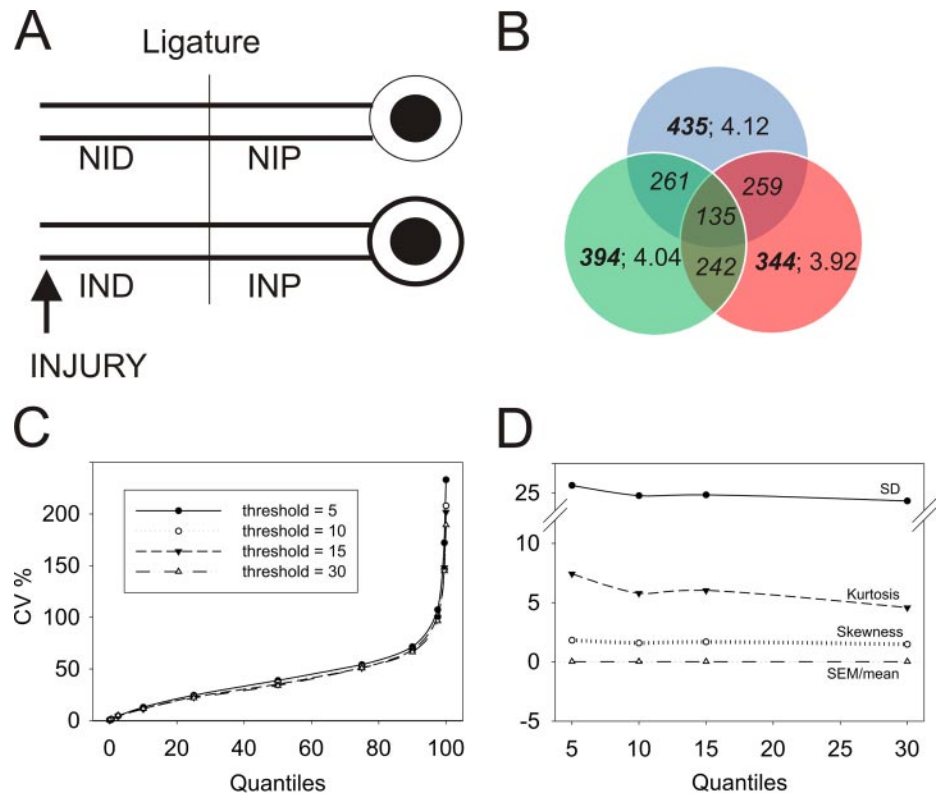 A
Ligature
NID NIP
IND INP
INJURY
B
435; 4.12
261 259
135
394; 4.04 344; 3.92
242
C
CV %
200
150
100
50
0
threshold = 5
threshold = 10
threshold = 15
threshold = 30
0 20 40 60 80 100
Quantiles
D
25
10
5
0
-5
SD
Kurtosis
Skewness
SEM/mean
5 10 15 20 25 30
Quantiles